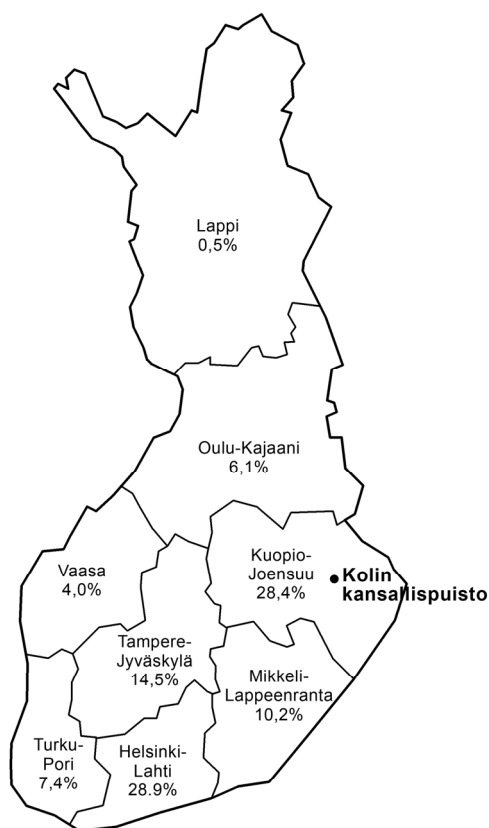 Lappi
0,5%
Oulu-Kajaani
6,1%
Kuopio-
Joensuu
28,4%
Kolin
kansallispuisto
Vaasa
4,0%
Tampere-
Jyväskylä
14,5%
Mikkeli-
Lappeenranta
10,2%
Turku-
Pori
7,4%
Helsinki-
Lahti
28.9%